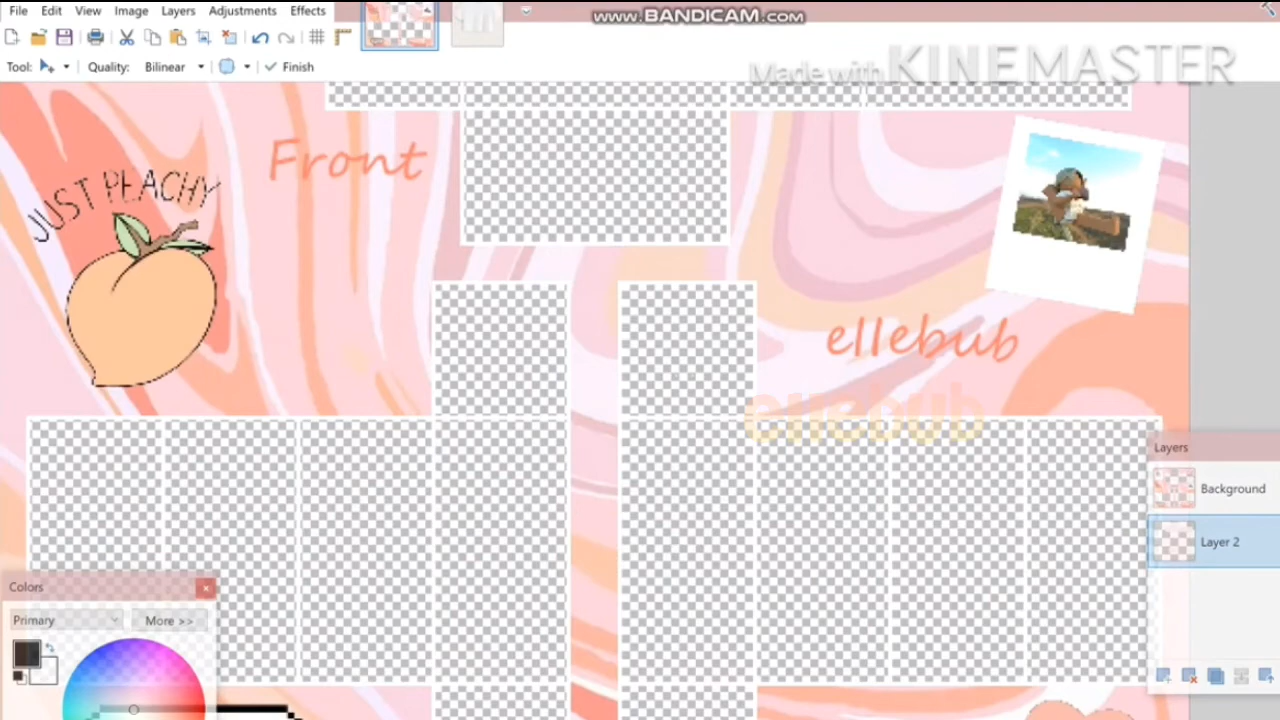 File Edit View Image Layers Adjustments Effects
www.BANDICAM.com
Tool: Quality: Bilinear Finish
Made with KINEMASTER
Front
JUST PEACHY
ellebub
ellebub
Layers
Background
Layer 2
Colors
Primary More >>